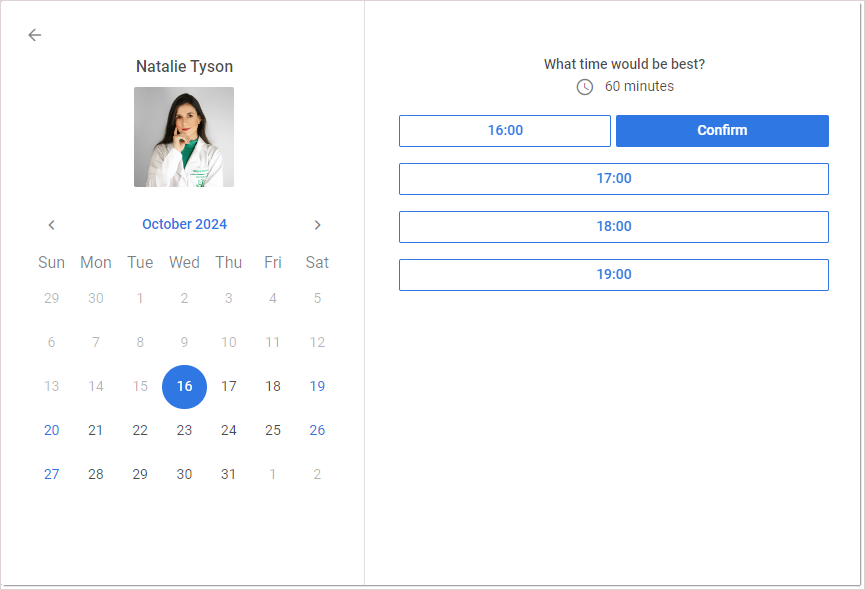 Natalie Tyson
October 2024
Sun Mon Tue Wed Thu Fri Sat
29 30 1 2 3 4 5
6 7 8 9 10 11 12
13 14 15 16 17 18 19
20 21 22 23 24 25 26
27 28 29 30 31 1 2
What time would be best?
60 minutes
16:00 Confirm
17:00
18:00
19:00